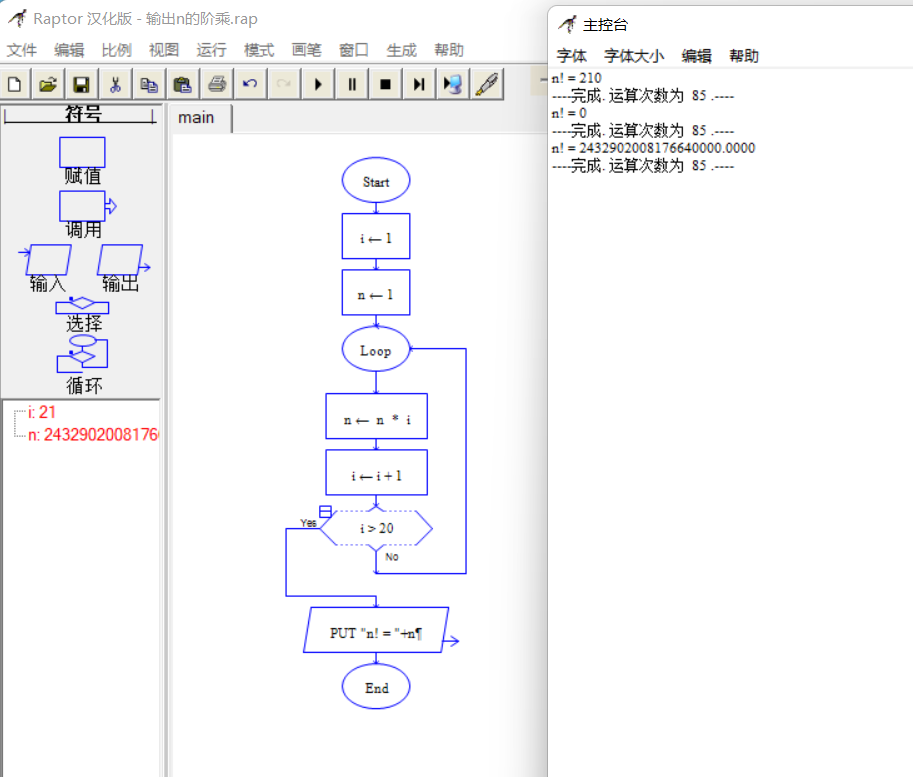 Raptor 汉化版 - 输出n的阶乘.rap
文件 编辑 比例 视图 运行 模式 画笔 窗口 生成 帮助
符号
赋值
调用
输入 输出
选择
循环
i: 21
n: 24329020081766
main
Start
i ← 1
n ← 1
Loop
n ← n * i
i ← i + 1
Yes
i > 20
No
PUT "n! = "+n¶
End
主控台
字体 字体大小 编辑 帮助
n! = 210
----完成. 运算次数为 85 .----
n! = 0
----完成. 运算次数为 85 .----
n! = 2432902008176640000.0000
----完成. 运算次数为 85 .----